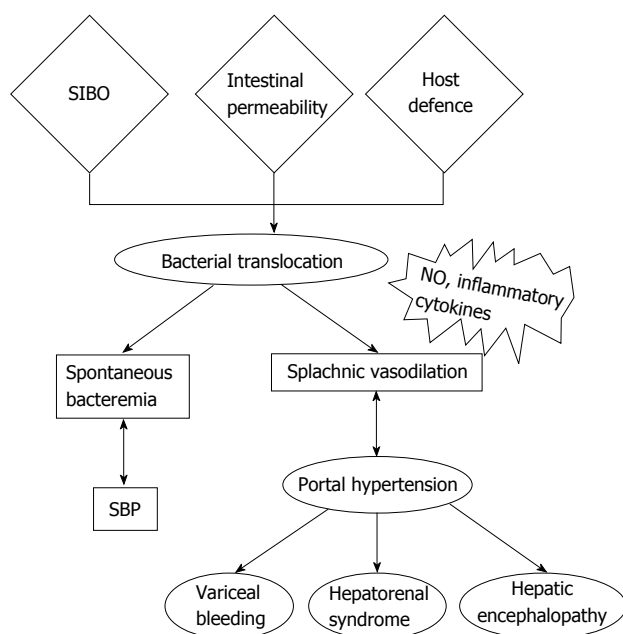 SIBO
Intestinal
permeability
Host
defence
Bacterial translocation
NO, inflammatory
cytokines
Spontaneous
bacteremia
Splachnic vasodilation
SBP
Portal hypertension
Variceal
bleeding
Hepatorenal
syndrome
Hepatic
encephalopathy